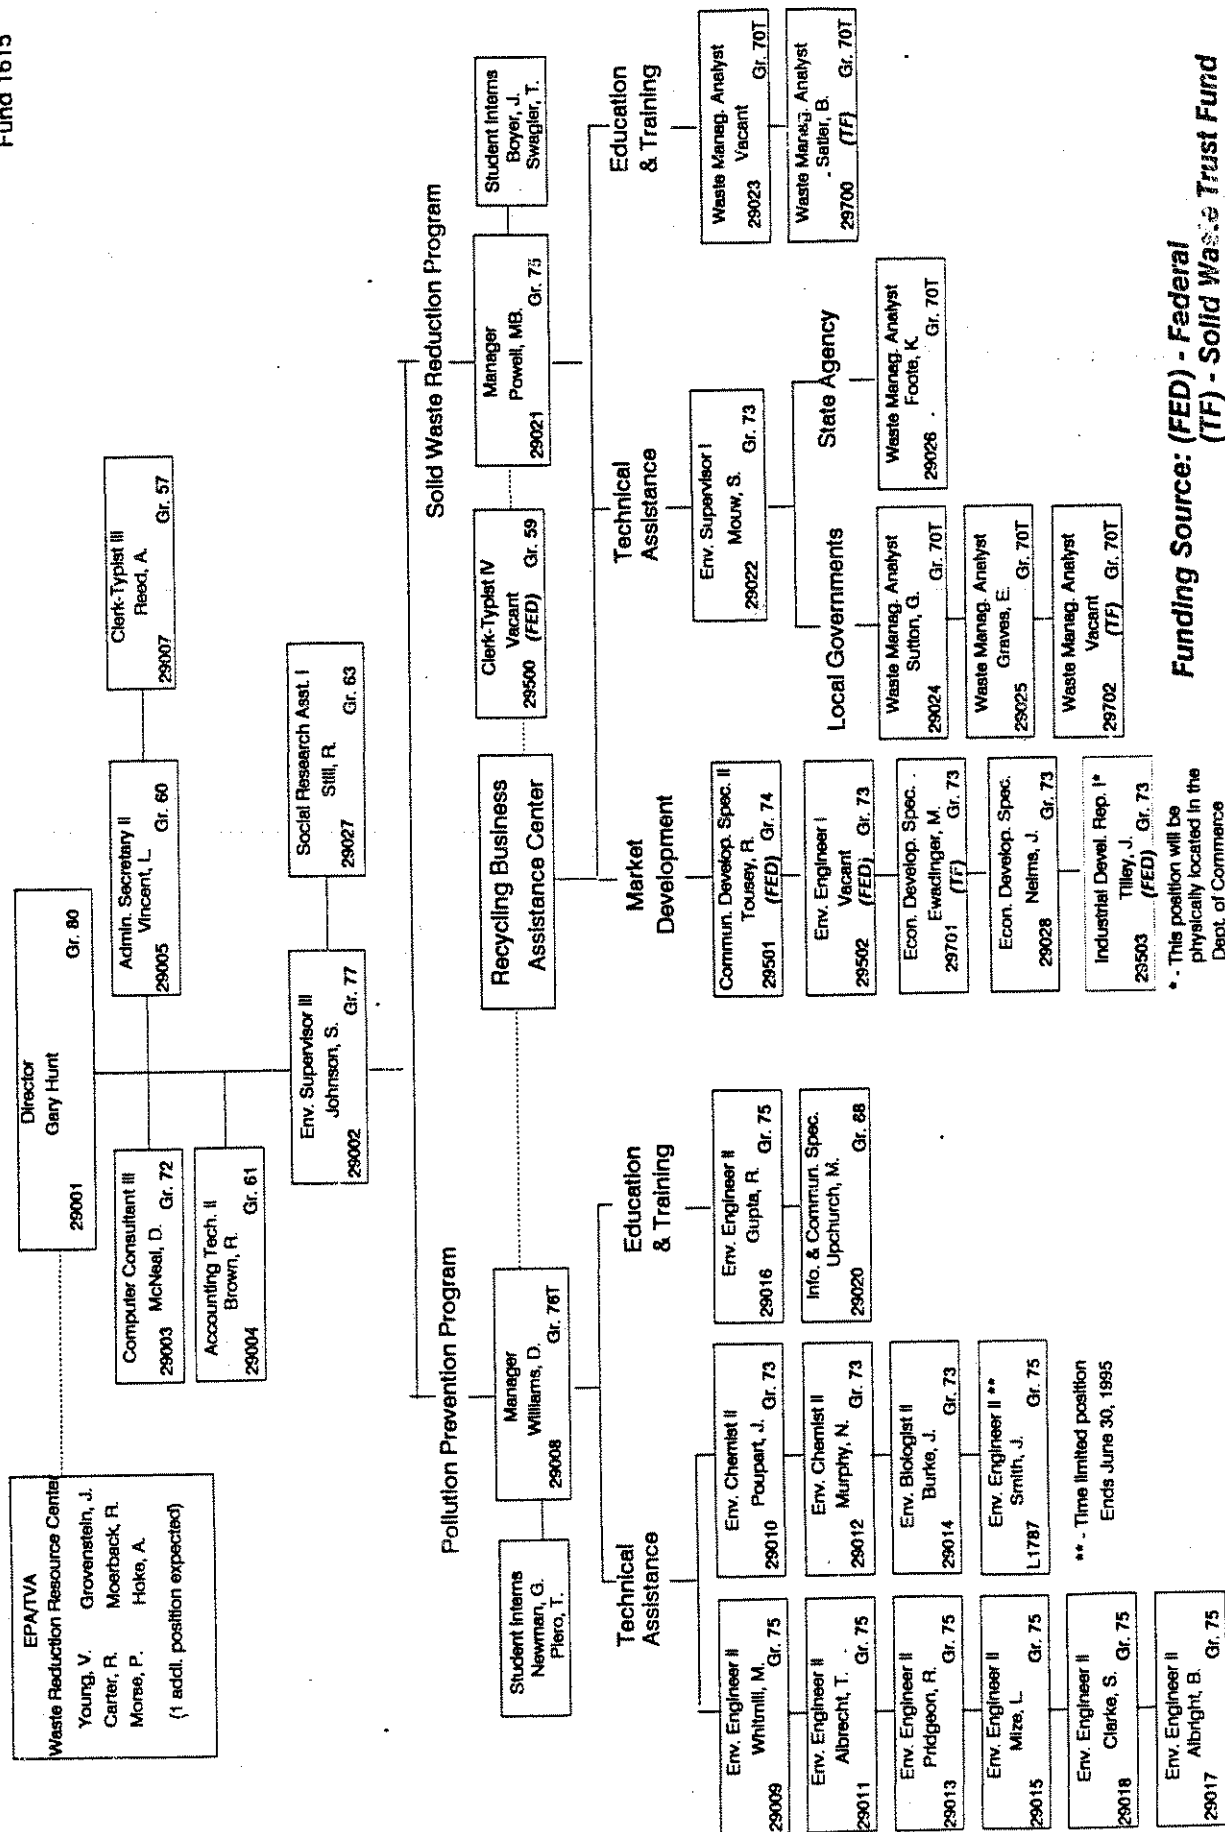 Fund 1615
EPA/TVA
Waste Reduction Resource Center
Young, V. Grovenstein, J.
Carter, R. Moerback, R.
Morse, P. Hoke, A.
(1 addl. position expected)
Director
Gary Hunt
29001 Gr. 80
Computer Consultant III
McNeal, D.
29003 Gr. 72
Accounting Tech. II
Brown, R.
29004 Gr. 61
Admin. Secretary II
Vincent, L.
29005 Gr. 60
Clerk-Typist III
Reed, A.
29007 Gr. 57
Env. Supervisor III
Johnson, S.
29002 Gr. 77
Social Research Asst. I
Still, R.
29027 Gr. 63
Pollution Prevention Program
Solid Waste Reduction Program
Student Interns
Newman, G.
Piero, T.
Manager
Williams, D.
29008 Gr. 76T
Recycling Business
Assistance Center
Clerk-Typist IV
Vacant
29500 (FED) Gr. 59
Manager
Powell, MB.
29021 Gr. 75
Student Interns
Boyer, J.
Swagler, T.
Technical
Assistance
Env. Engineer II
Whitmill, M.
29009 Gr. 75
Env. Engineer II
Albrecht, T.
29011 Gr. 75
Env. Engineer II
Pridgeon, R.
29013 Gr. 75
Env. Engineer II
Mize, L.
29015 Gr. 75
Env. Engineer II
Clarke, S.
29018 Gr. 75
Env. Engineer II
Albright, B.
29017 Gr. 75
Env. Chemist II
Poupart, J.
29010 Gr. 73
Env. Chemist II
Murphy, N.
29012 Gr. 73
Env. Biologist II
Burke, J.
29014 Gr. 73
Env. Engineer II **
Smith, J.
L1787 Gr. 75
** - Time limited position
Ends June 30, 1995
Education
& Training
Env. Engineer II
Gupta, R.
29016 Gr. 75
Info. & Commun. Spec.
Upchurch, M.
29020 Gr. 68
Market
Development
Commun. Develop. Spec. II
Tousey, R.
29501 (FED) Gr. 74
Env. Engineer I
Vacant
29502 (FED) Gr. 73
Econ. Develop. Spec.
Ewadinger, M.
29701 (TF) Gr. 73
Econ. Develop. Spec.
Nelms, J.
29028 Gr. 73
Industrial Devel. Rep. I*
Tilley, J.
29503 (FED) Gr. 73
* - This position will be
physically located in the
Dept. of Commerce
Technical
Assistance
Env. Supervisor I
Mouw, S.
29022 Gr. 73
Local Governments
Waste Manag. Analyst
Sutton, G.
29024 Gr. 70T
Waste Manag. Analyst
Graves, E.
29025 Gr. 70T
Waste Manag. Analyst
Vacant
29702 (TF) Gr. 70T
State Agency
Waste Manag. Analyst
Foote, K.
29026 Gr. 70T
Education
& Training
Waste Manag. Analyst
Vacant
29023 Gr. 70T
Waste Manag. Analyst
Satler, B.
29700 (TF) Gr. 70T
Funding Source: (FED) - Federal
(TF) - Solid Waste Trust Fund